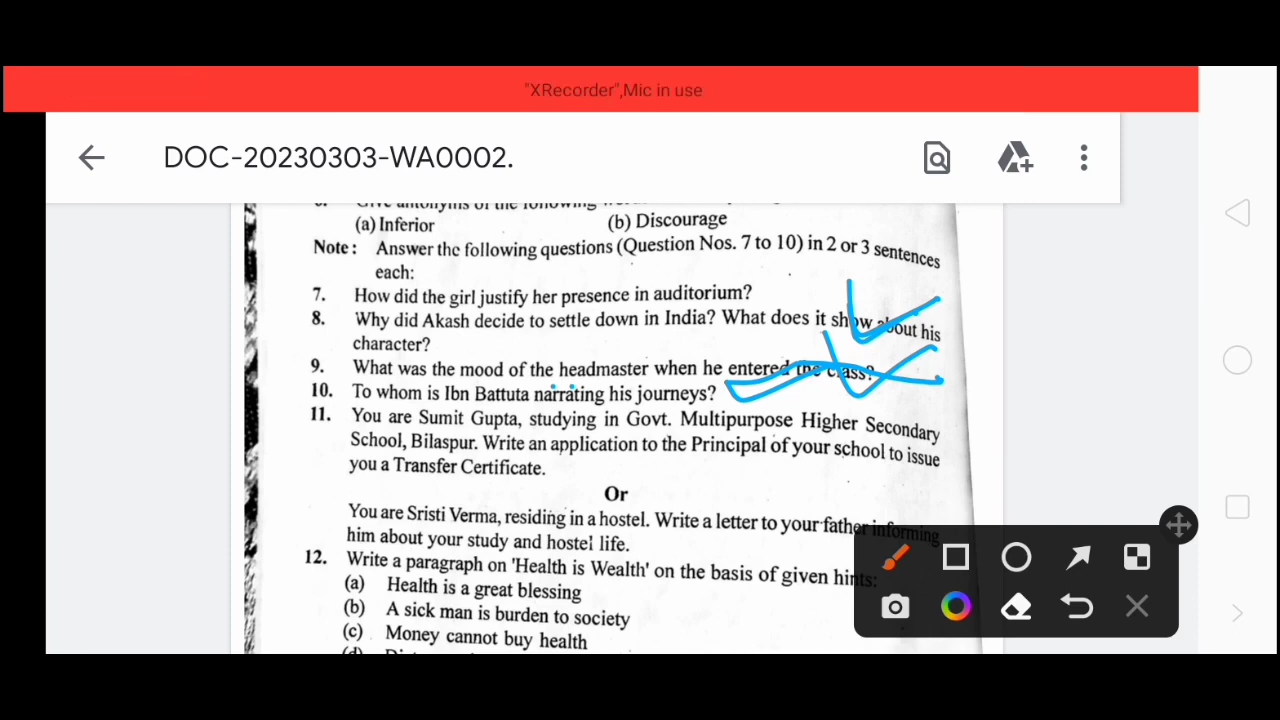 "XRecorder",Mic in use
DOC-20230303-WA0002.
6. Give antonyms of the following
(a) Inferior (b) Discourage
Note : Answer the following questions (Question Nos. 7 to 10) in 2 or 3 sentences
each:
7. How did the girl justify her presence in auditorium?
8. Why did Akash decide to settle down in India? What does it show about his
character?
9. What was the mood of the headmaster when he entered the class?
10. To whom is Ibn Battuta narrating his journeys?
11. You are Sumit Gupta, studying in Govt. Multipurpose Higher Secondary
School, Bilaspur. Write an application to the Principal of your school to issue
you a Transfer Certificate.
Or
You are Sristi Verma, residing in a hostel. Write a letter to your father informing
him about your study and hostel life.
12. Write a paragraph on 'Health is Wealth' on the basis of given hints:
(a) Health is a great blessing
(b) A sick man is burden to society
(c) Money cannot buy health
(d)